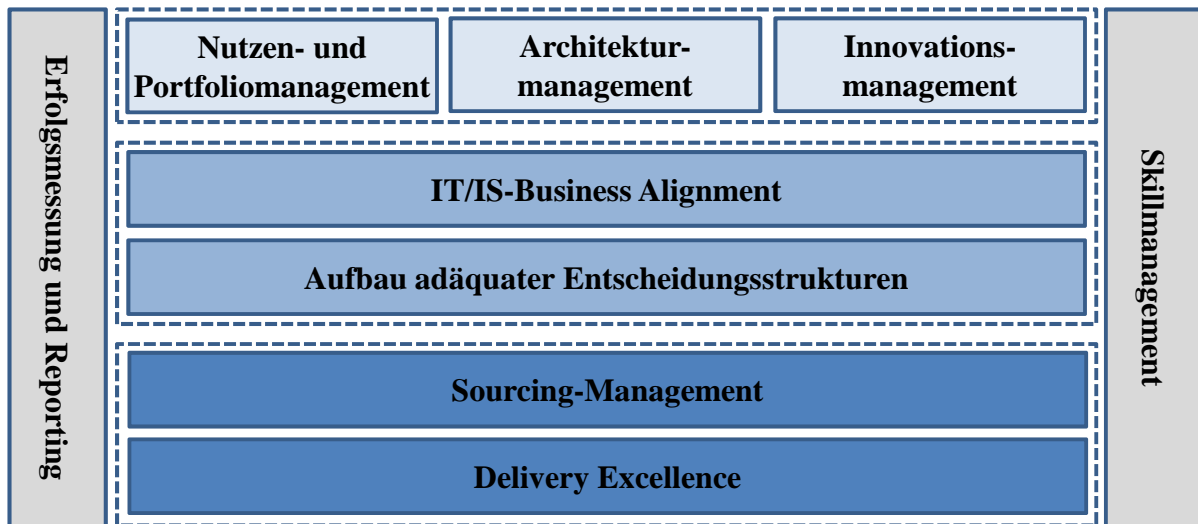 Erfolgsmessung und Reporting
Nutzen- und
Portfoliomanagement
Architektur-
management
Innovations-
management
IT/IS-Business Alignment
Aufbau adäquater Entscheidungsstrukturen
Sourcing-Management
Delivery Excellence
Skillmanagement